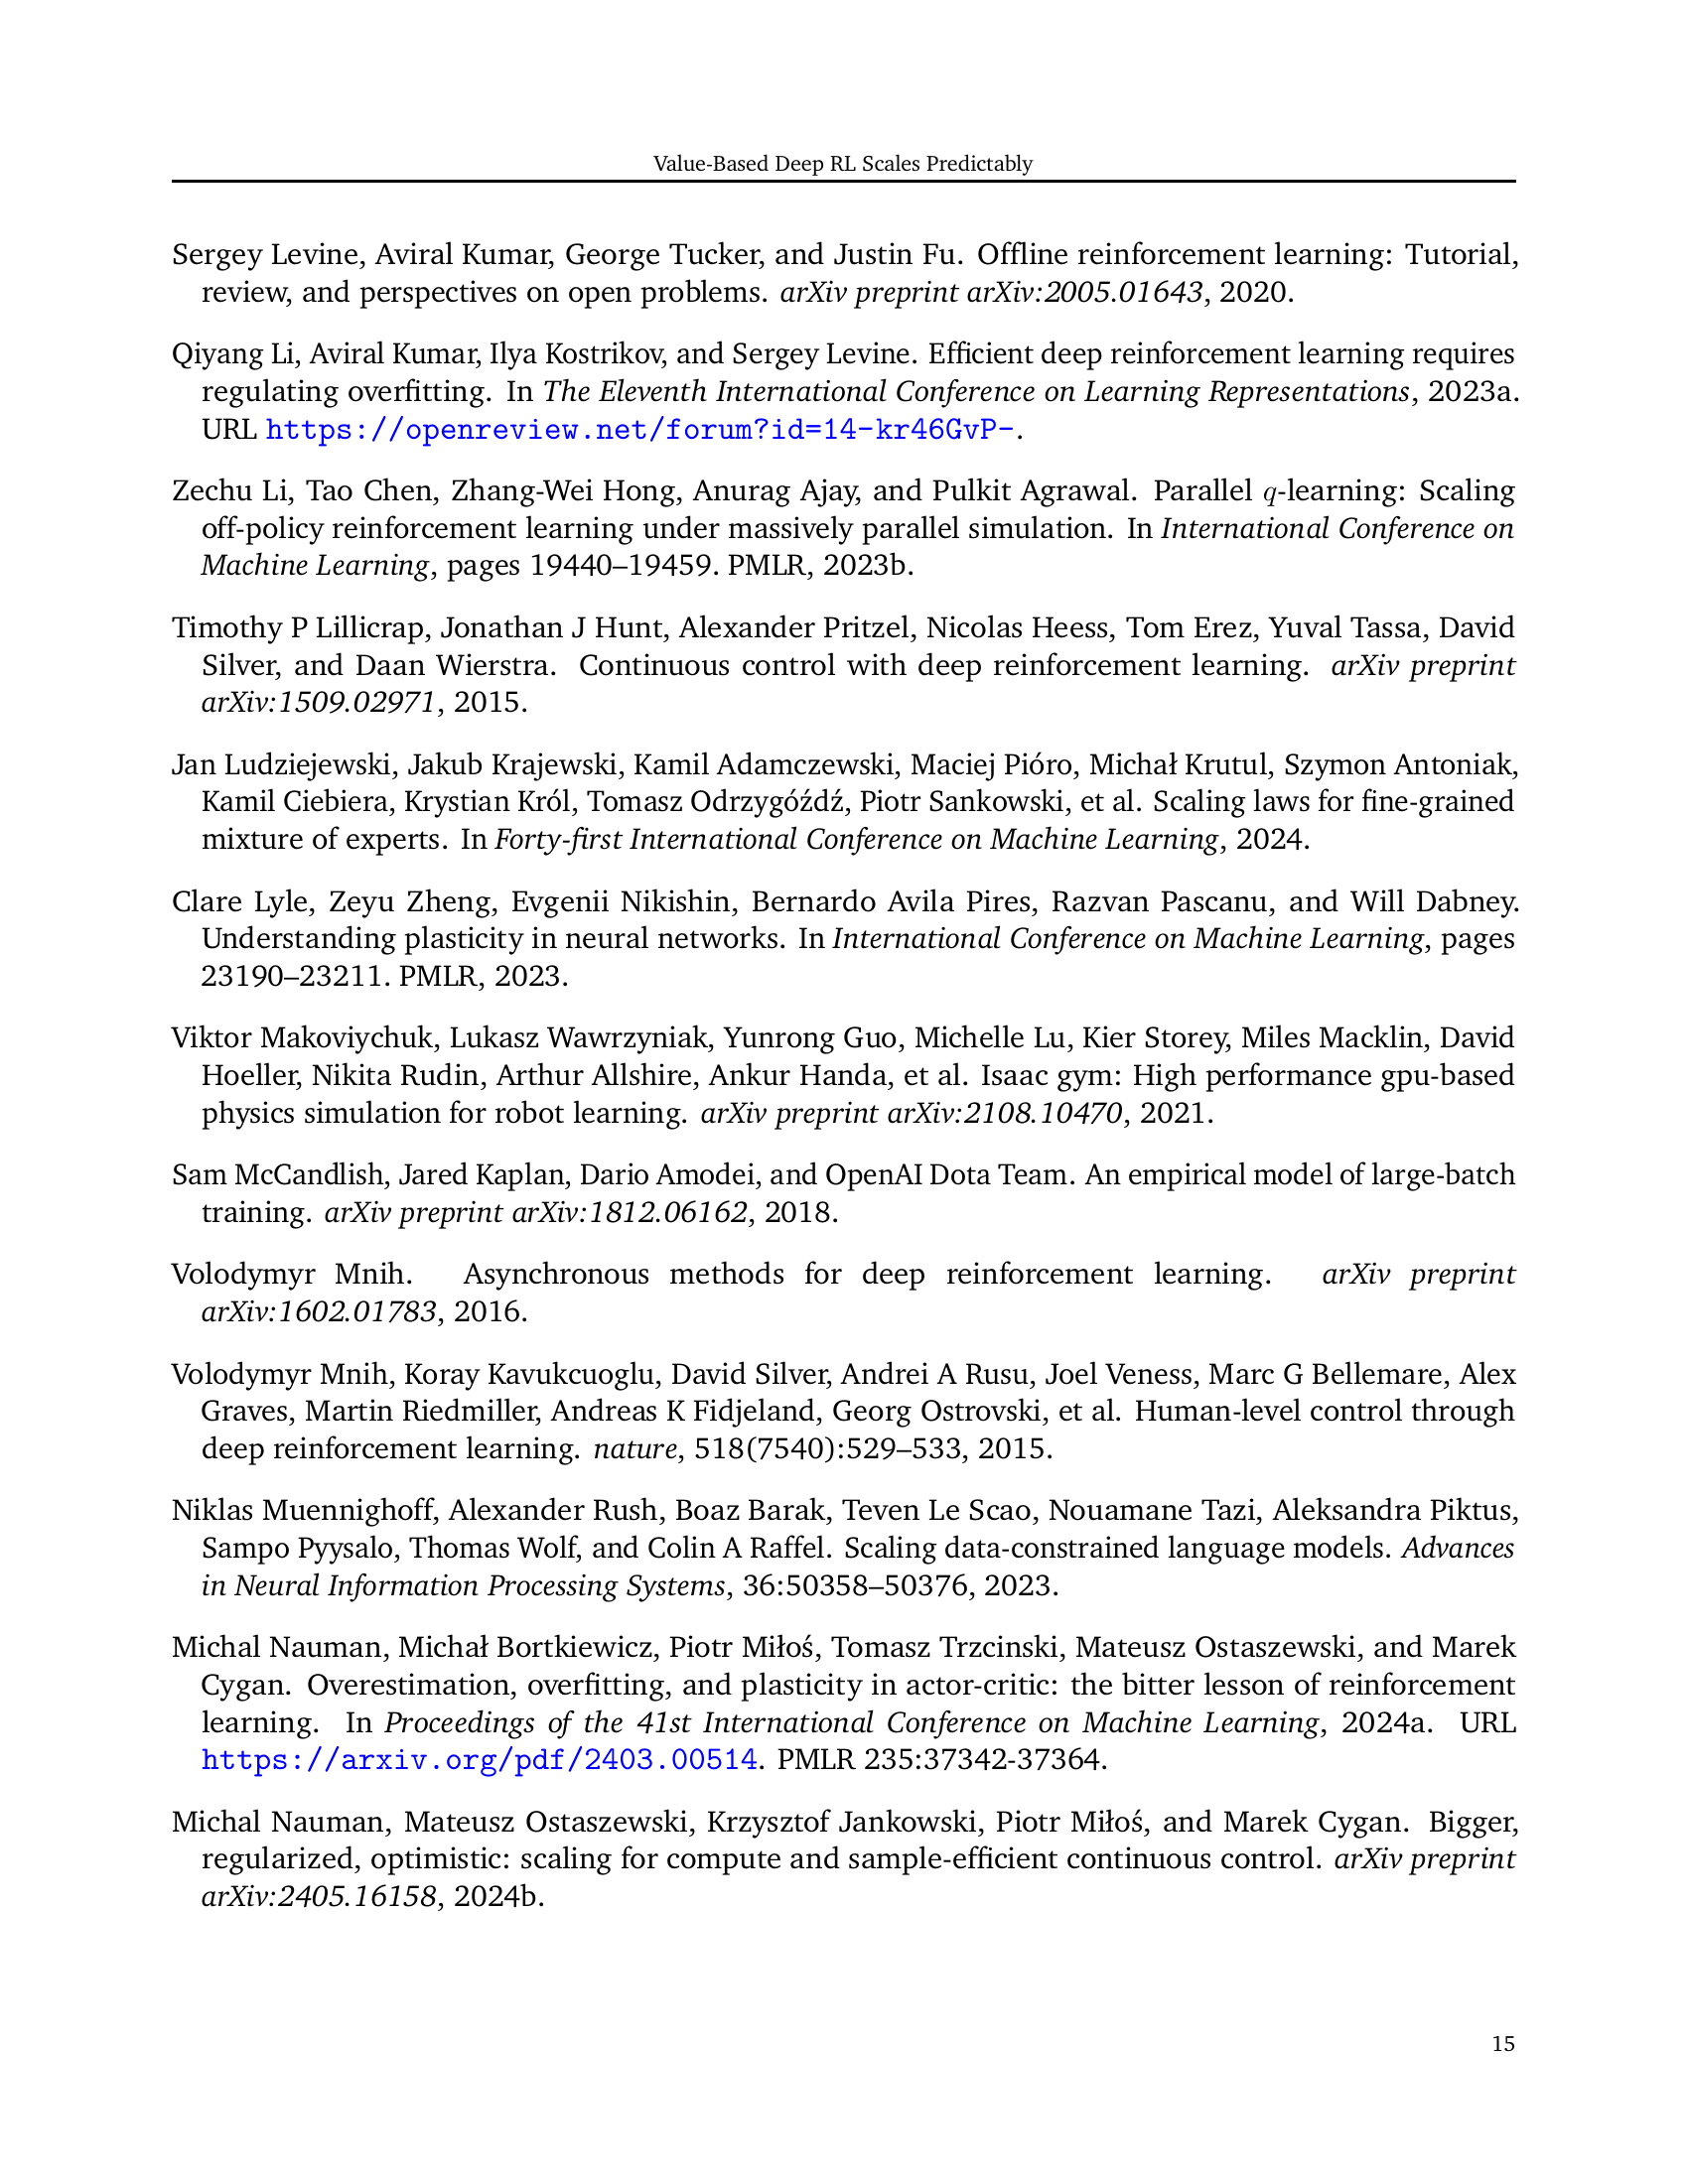 Value-Based Deep RL Scales Predictably
Sergey Levine, Aviral Kumar, George Tucker, and Justin Fu. Offline reinforcement learning: Tutorial,
review, and perspectives on open problems. arXiv preprint arXiv:2005.01643, 2020.
Qiyang Li, Aviral Kumar, Ilya Kostrikov, and Sergey Levine. Efficient deep reinforcement learning requires
regulating overfitting. In The Eleventh International Conference on Learning Representations, 2023a.
URL https://openreview.net/forum?id=14-kr46GvP-.
Zechu Li, Tao Chen, Zhang-Wei Hong, Anurag Ajay, and Pulkit Agrawal. Parallel q-learning: Scaling
off-policy reinforcement learning under massively parallel simulation. In International Conference on
Machine Learning, pages 19440–19459. PMLR, 2023b.
Timothy P Lillicrap, Jonathan J Hunt, Alexander Pritzel, Nicolas Heess, Tom Erez, Yuval Tassa, David
Silver, and Daan Wierstra. Continuous control with deep reinforcement learning. arXiv preprint
arXiv:1509.02971, 2015.
Jan Ludziejewski, Jakub Krajewski, Kamil Adamczewski, Maciej Pióro, Michał Krutul, Szymon Antoniak,
Kamil Ciebiera, Krystian Król, Tomasz Odrzygóźdź, Piotr Sankowski, et al. Scaling laws for fine-grained
mixture of experts. In Forty-first International Conference on Machine Learning, 2024.
Clare Lyle, Zeyu Zheng, Evgenii Nikishin, Bernardo Avila Pires, Razvan Pascanu, and Will Dabney.
Understanding plasticity in neural networks. In International Conference on Machine Learning, pages
23190–23211. PMLR, 2023.
Viktor Makoviychuk, Lukasz Wawrzyniak, Yunrong Guo, Michelle Lu, Kier Storey, Miles Macklin, David
Hoeller, Nikita Rudin, Arthur Allshire, Ankur Handa, et al. Isaac gym: High performance gpu-based
physics simulation for robot learning. arXiv preprint arXiv:2108.10470, 2021.
Sam McCandlish, Jared Kaplan, Dario Amodei, and OpenAI Dota Team. An empirical model of large-batch
training. arXiv preprint arXiv:1812.06162, 2018.
Volodymyr Mnih. Asynchronous methods for deep reinforcement learning. arXiv preprint
arXiv:1602.01783, 2016.
Volodymyr Mnih, Koray Kavukcuoglu, David Silver, Andrei A Rusu, Joel Veness, Marc G Bellemare, Alex
Graves, Martin Riedmiller, Andreas K Fidjeland, Georg Ostrovski, et al. Human-level control through
deep reinforcement learning. nature, 518(7540):529–533, 2015.
Niklas Muennighoff, Alexander Rush, Boaz Barak, Teven Le Scao, Nouamane Tazi, Aleksandra Piktus,
Sampo Pyysalo, Thomas Wolf, and Colin A Raffel. Scaling data-constrained language models. Advances
in Neural Information Processing Systems, 36:50358–50376, 2023.
Michal Nauman, Michał Bortkiewicz, Piotr Miłoś, Tomasz Trzcinski, Mateusz Ostaszewski, and Marek
Cygan. Overestimation, overfitting, and plasticity in actor-critic: the bitter lesson of reinforcement
learning. In Proceedings of the 41st International Conference on Machine Learning, 2024a. URL
https://arxiv.org/pdf/2403.00514. PMLR 235:37342-37364.
Michal Nauman, Mateusz Ostaszewski, Krzysztof Jankowski, Piotr Miłoś, and Marek Cygan. Bigger,
regularized, optimistic: scaling for compute and sample-efficient continuous control. arXiv preprint
arXiv:2405.16158, 2024b.
15